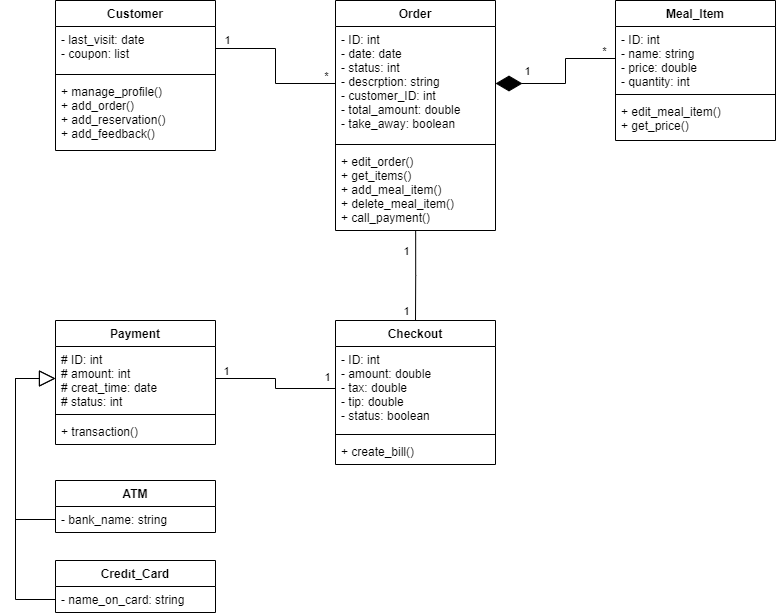 Customer
- last_visit: date
- coupon: list
+ manage_profile()
+ add_order()
+ add_reservation()
+ add_feedback()
1
*
Order
- ID: int
- date: date
- status: int
- descrption: string
- customer_ID: int
- total_amount: double
- take_away: boolean
+ edit_order()
+ get_items()
+ add_meal_item()
+ delete_meal_item()
+ call_payment()
1
*
Meal_Item
- ID: int
- name: string
- price: double
- quantity: int
+ edit_meal_item()
+ get_price()
1
1
Payment
# ID: int
# amount: int
# creat_time: date
# status: int
+ transaction()
1
1
Checkout
- ID: int
- amount: double
- tax: double
- tip: double
- status: boolean
+ create_bill()
ATM
- bank_name: string
Credit_Card
- name_on_card: string